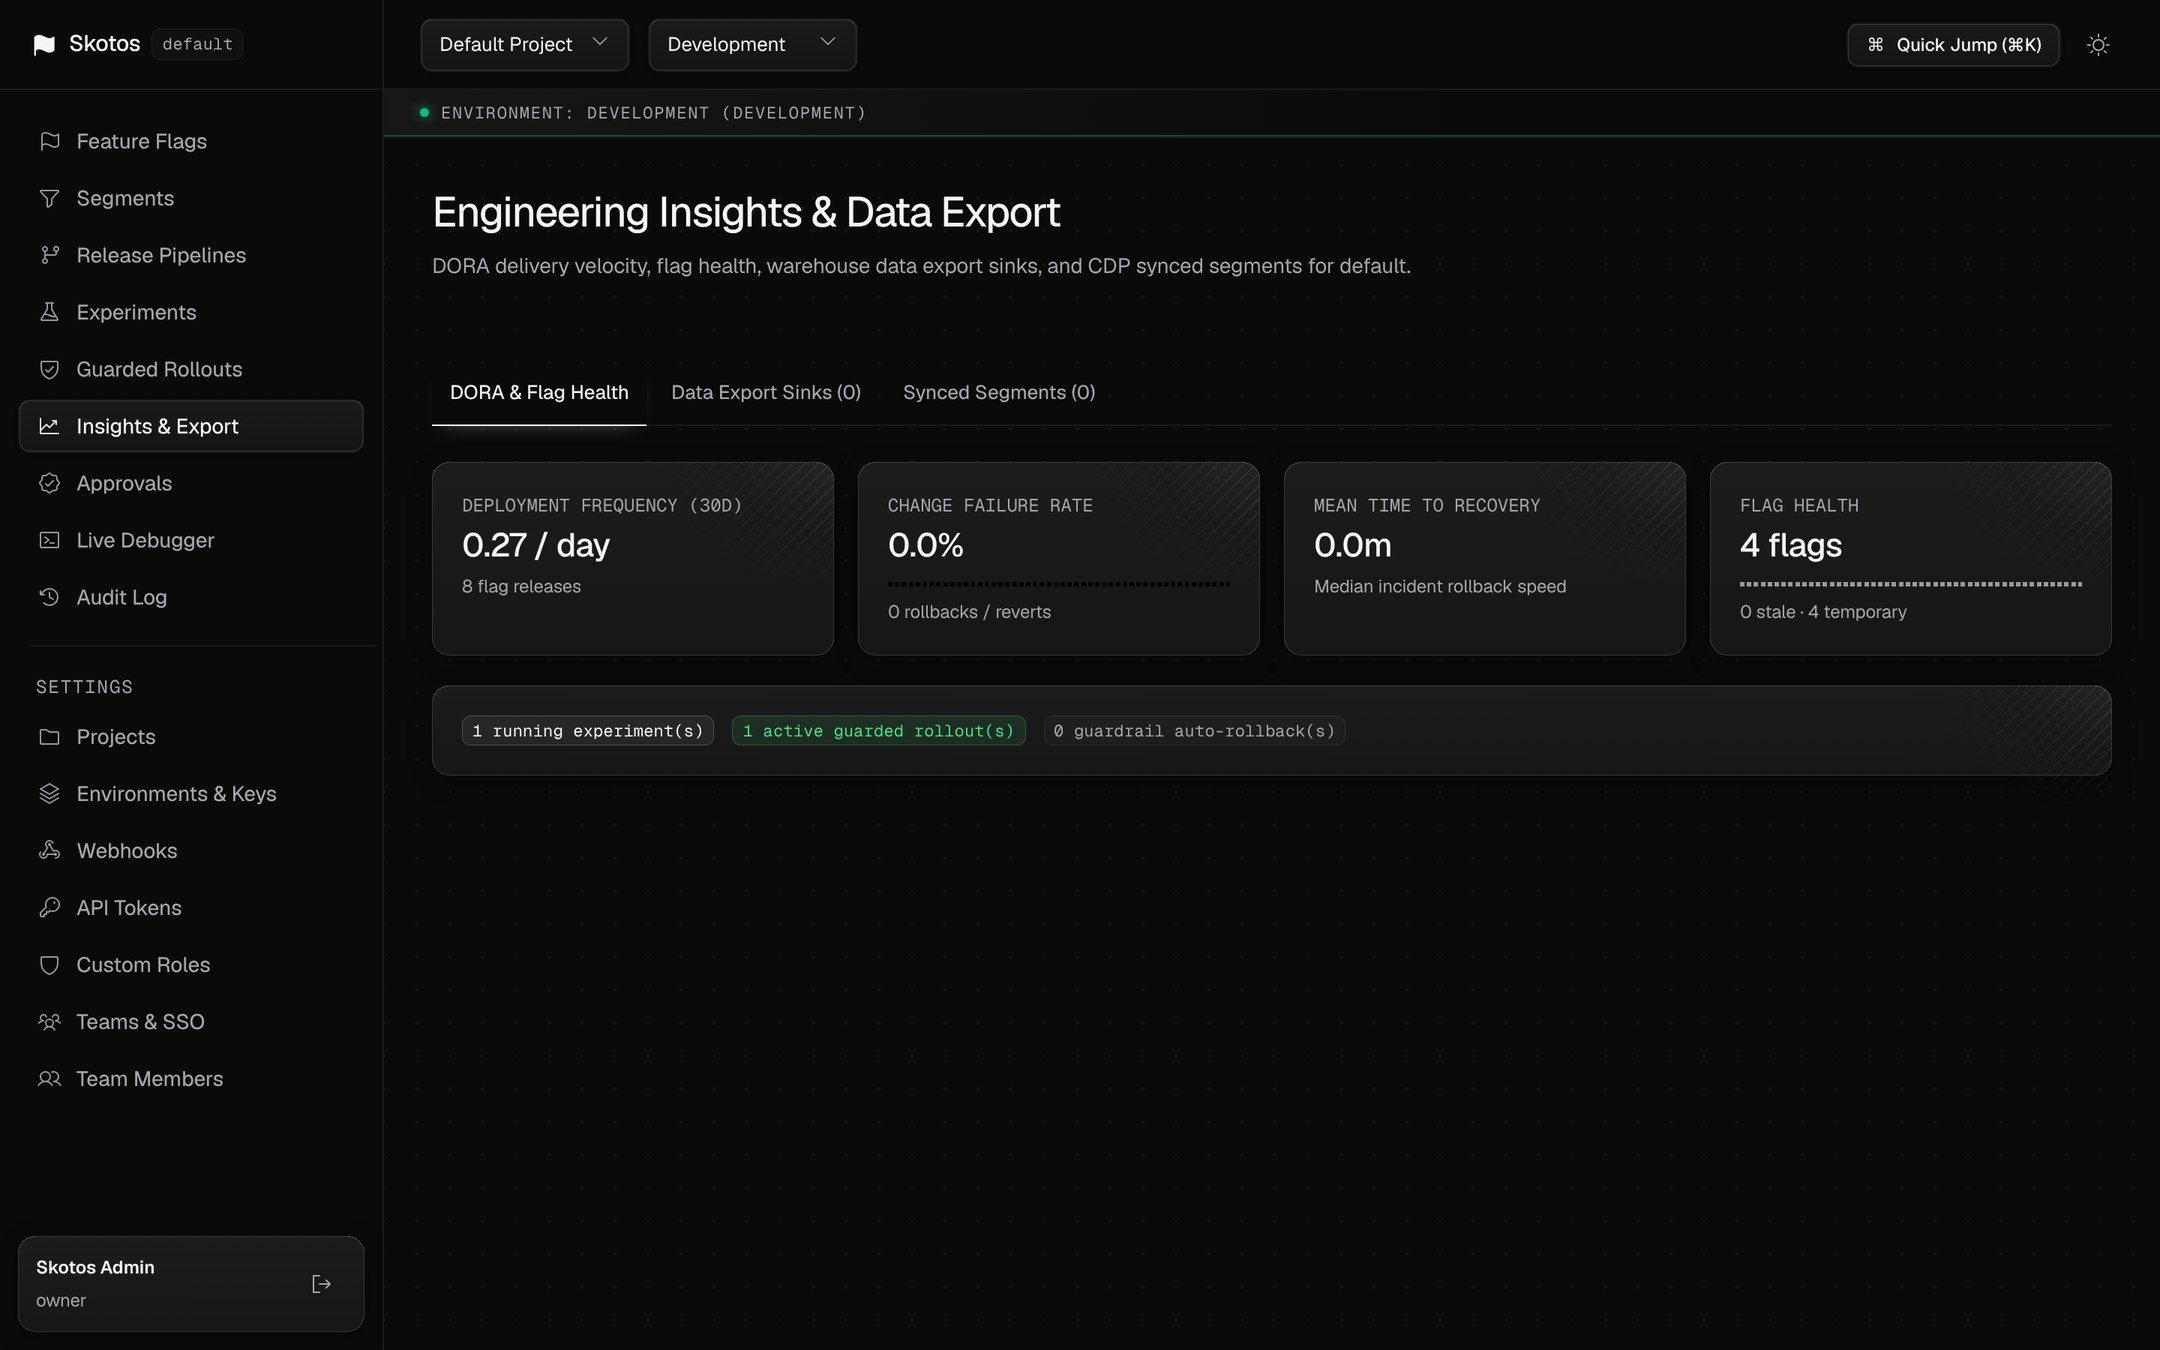 Skotos default
Default Project
Development
⌘ Quick Jump (⌘K)
ENVIRONMENT: DEVELOPMENT (DEVELOPMENT)
Feature Flags
Segments
Release Pipelines
Experiments
Guarded Rollouts
Insights & Export
Approvals
Live Debugger
Audit Log
SETTINGS
Projects
Environments & Keys
Webhooks
API Tokens
Custom Roles
Teams & SSO
Team Members
Skotos Admin
owner
Engineering Insights & Data Export
DORA delivery velocity, flag health, warehouse data export sinks, and CDP synced segments for default.
DORA & Flag Health
Data Export Sinks (0)
Synced Segments (0)
DEPLOYMENT FREQUENCY (30D)
0.27 / day
8 flag releases
CHANGE FAILURE RATE
0.0%
0 rollbacks / reverts
MEAN TIME TO RECOVERY
0.0m
Median incident rollback speed
FLAG HEALTH
4 flags
0 stale · 4 temporary
1 running experiment(s)
1 active guarded rollout(s)
0 guardrail auto-rollback(s)